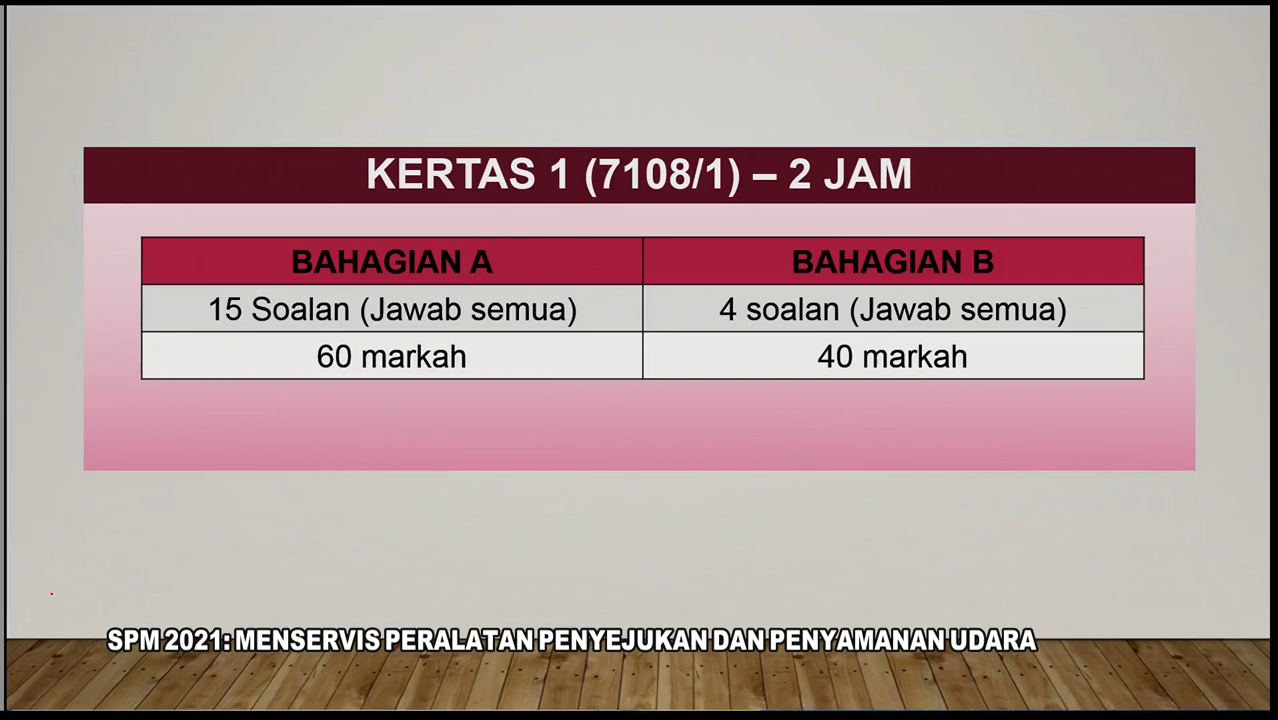 KERTAS 1 (7108/1) – 2 JAM
BAHAGIAN A BAHAGIAN B
15 Soalan (Jawab semua) 4 soalan (Jawab semua)
60 markah 40 markah
SPM 2021: MENSERVIS PERALATAN PENYEJUKAN DAN PENYAMANAN UDARA